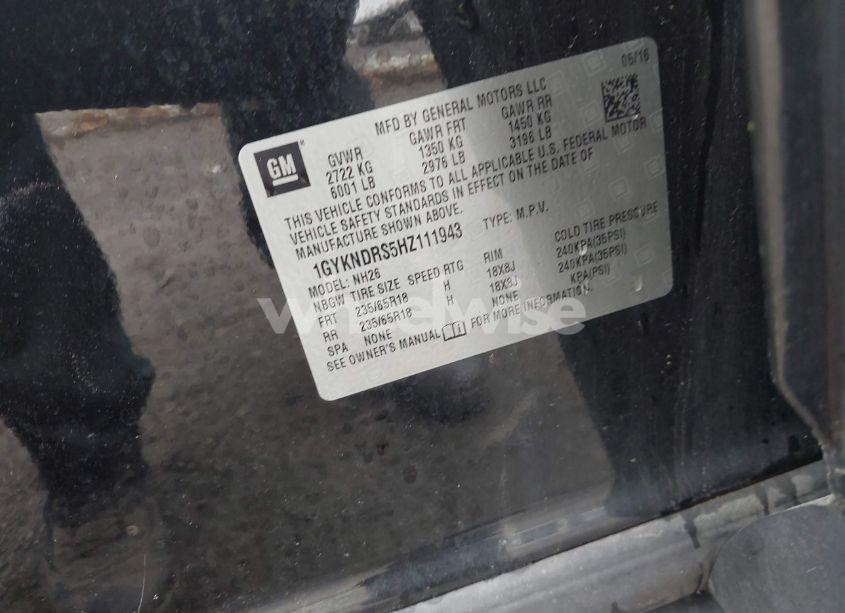 MFD BY GENERAL MOTORS LLC 05/16
GM
GVWR GAWR FRT GAWR RR
2722 KG 1350 KG 1450 KG
6001 LB 2976 LB 3196 LB
THIS VEHICLE CONFORMS TO ALL APPLICABLE U.S. FEDERAL MOTOR
VEHICLE SAFETY STANDARDS IN EFFECT ON THE DATE OF
MANUFACTURE SHOWN ABOVE.
1GYKNDRS5HZ111943 TYPE: M.P.V.
MODEL: NH26
NBGW TIRE SIZE SPEED RTG RIM COLD TIRE PRESSURE
FRT 235/65R18 H 18X8J 240KPA(35PSI)
RR 235/65R18 H 18X8J 240KPA(35PSI)
SPA NONE NONE KPA(PSI)
SEE OWNER'S MANUAL FOR MORE INFORMATION.